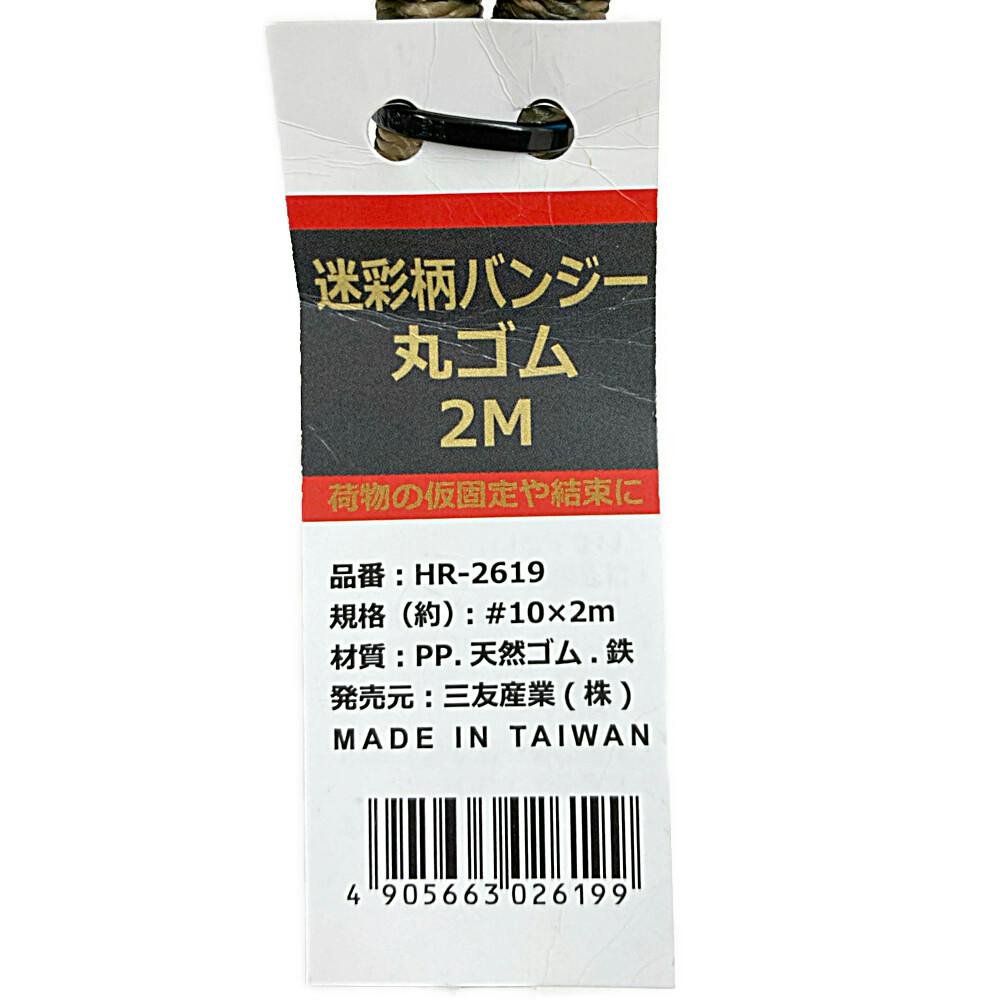 迷彩柄バンジー
丸ゴム
2M
荷物の仮固定や結束に
品番：HR-2619
規格（約）：#10×2m
材質：PP.天然ゴム.鉄
発売元：三友産業(株)
MADE IN TAIWAN
4 905663 026199